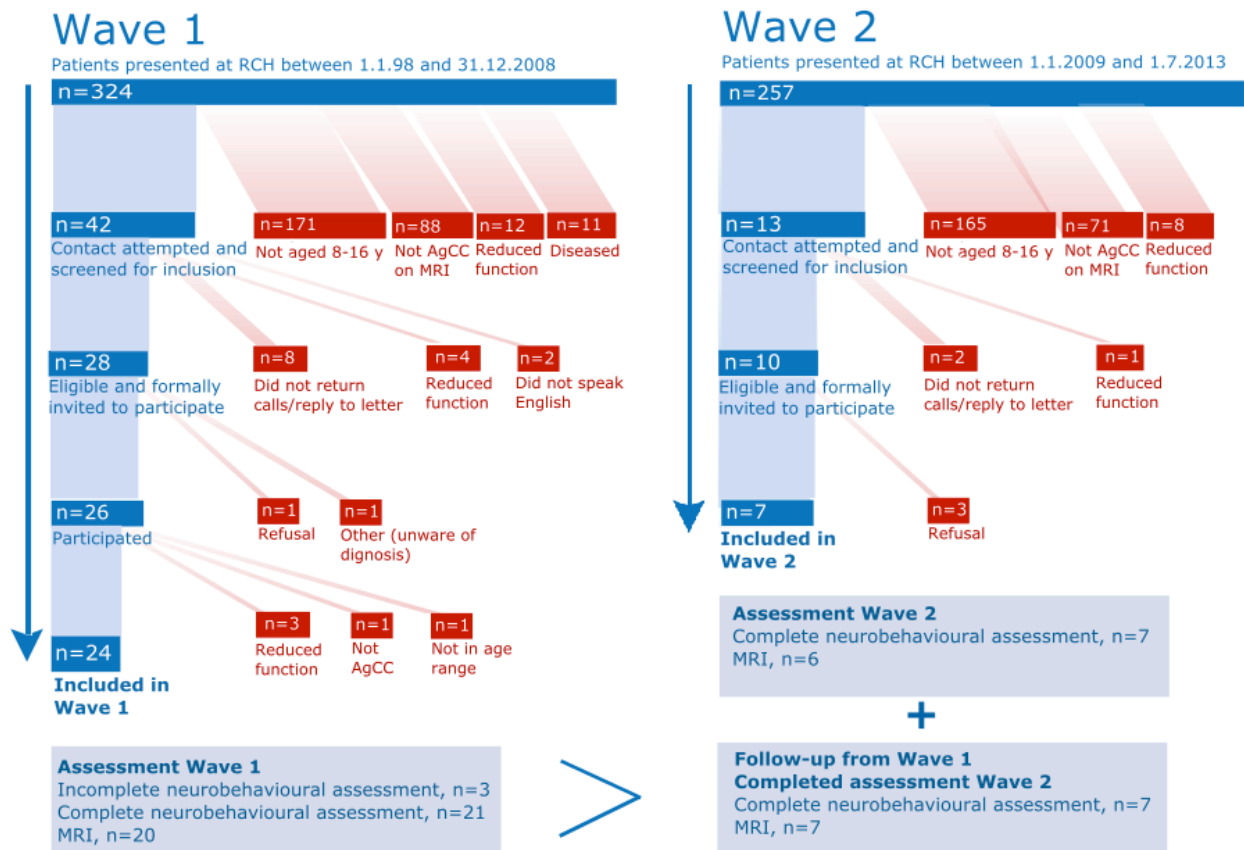 Wave 1
Patients presented at RCH between 1.1.98 and 31.12.2008
n=324
n=42
Contact attempted and
screened for inclusion
n=171
Not aged 8-16 y
n=88
Not AgCC
on MRI
n=12
Reduced
function
n=11
Diseased
n=28
Eligible and formally
invited to participate
n=8
Did not return
calls/reply to letter
n=4
Reduced
function
n=2
Did not speak
English
n=26
Participated
n=1
Refusal
n=1
Other (unware of
dignosis)
n=3
Reduced
function
n=1
Not
AgCC
n=1
Not in age
range
n=24
Included in
Wave 1
Assessment Wave 1
Incomplete neurobehavioural assessment, n=3
Complete neurobehavioural assessment, n=21
MRI, n=20
Wave 2
Patients presented at RCH between 1.1.2009 and 1.7.2013
n=257
n=13
Contact attempted and
screened for inclusion
n=165
Not aged 8-16 y
n=71
Not AgCC
on MRI
n=8
Reduced
function
n=10
Eligible and formally
invited to participate
n=2
Did not return
calls/reply to letter
n=1
Reduced
function
n=7
Included in
Wave 2
n=3
Refusal
Assessment Wave 2
Complete neurobehavioural assessment, n=7
MRI, n=6
+
Follow-up from Wave 1
Completed assessment Wave 2
Complete neurobehavioural assessment, n=7
MRI, n=7